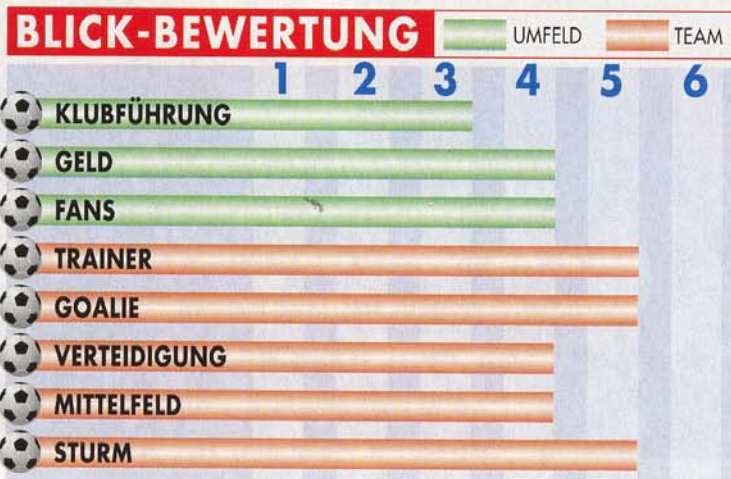 BLICK-BEWERTUNG UMFELD TEAM
1 2 3 4 5 6
KLUBFÜHRUNG
GELD
FANS
TRAINER
GOALIE
VERTEIDIGUNG
MITTELFELD
STURM